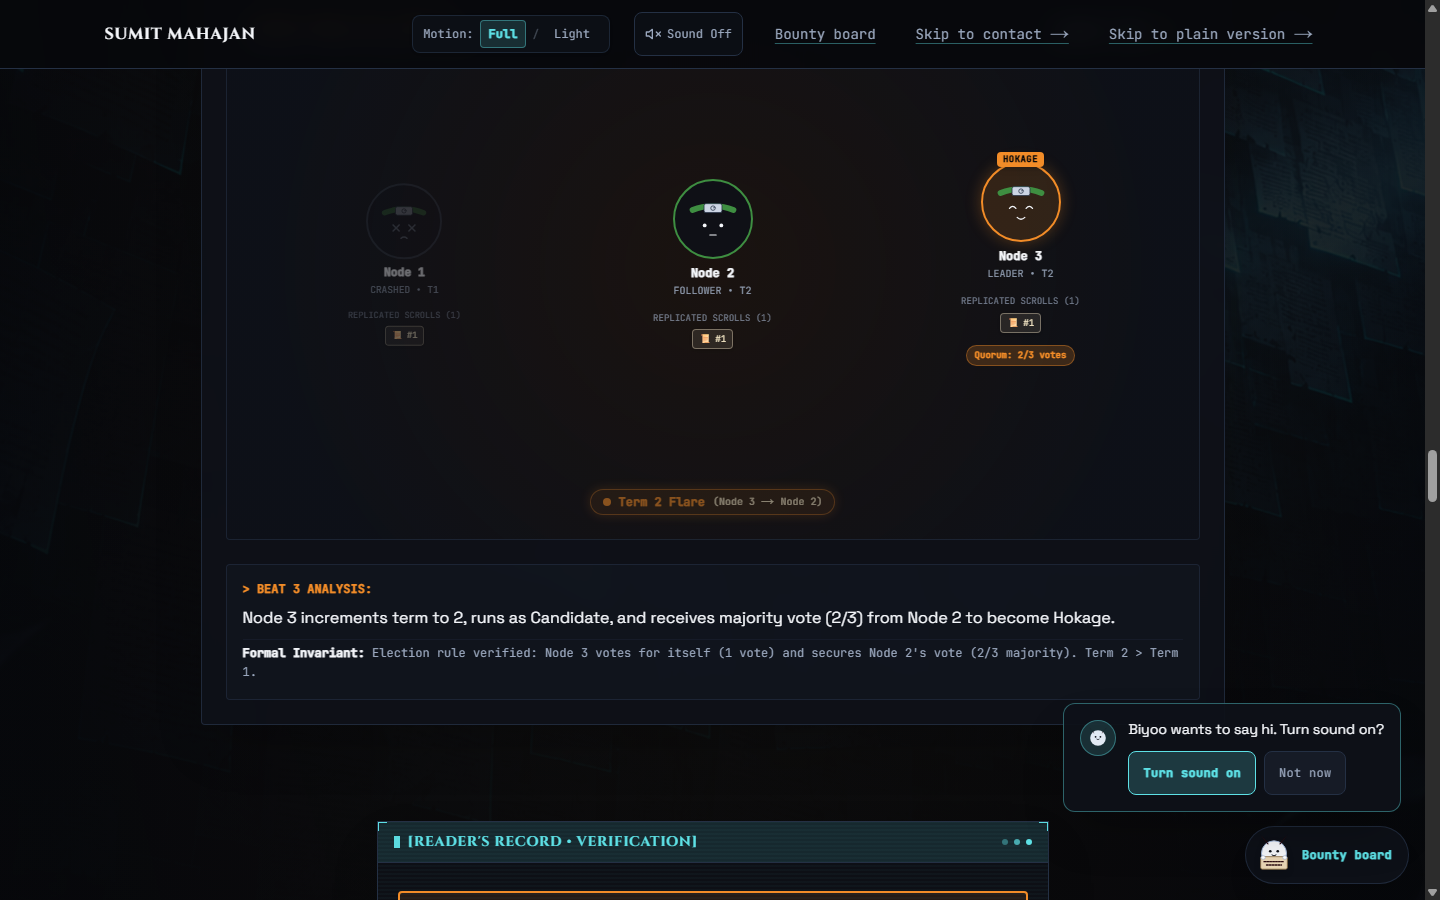 SUMIT MAHAJAN
Motion: Full / Light
Sound Off
Bounty board
Skip to contact →
Skip to plain version →
HOKAGE
Node 1
CRASHED • T1
REPLICATED SCROLLS (1)
#1
Node 2
FOLLOWER • T2
REPLICATED SCROLLS (1)
#1
Node 3
LEADER • T2
REPLICATED SCROLLS (1)
#1
Quorum: 2/3 votes
Term 2 Flare (Node 3 → Node 2)
> BEAT 3 ANALYSIS:
Node 3 increments term to 2, runs as Candidate, and receives majority vote (2/3) from Node 2 to become Hokage.
Formal Invariant: Election rule verified: Node 3 votes for itself (1 vote) and secures Node 2's vote (2/3 majority). Term 2 > Term
1.
Biyoo wants to say hi. Turn sound on?
Turn sound on
Not now
[READER'S RECORD • VERIFICATION]
Bounty board